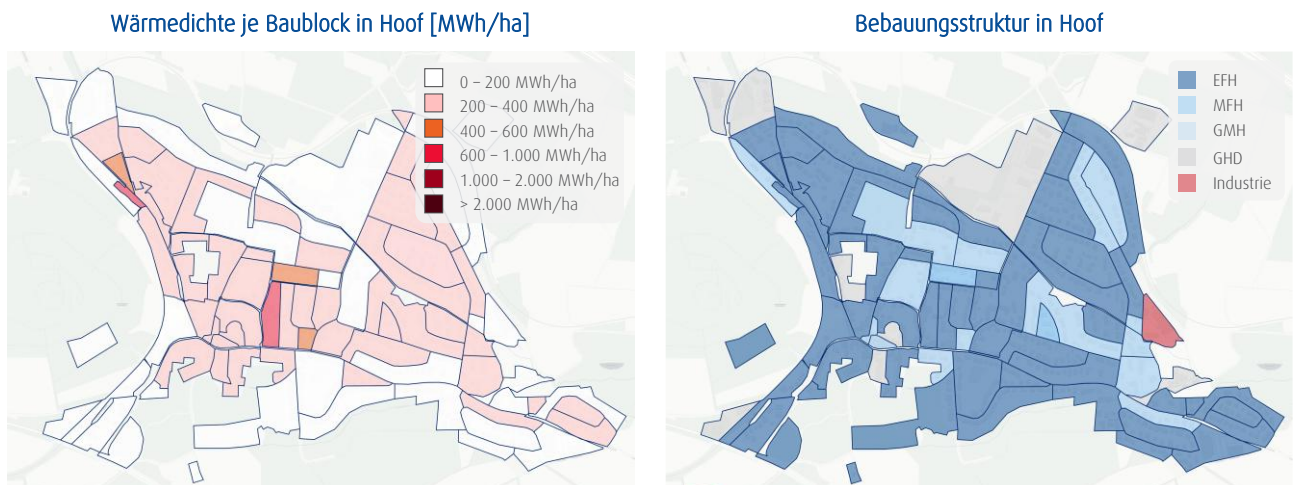 Wärmedichte je Baublock in Hoof [MWh/ha]
0 – 200 MWh/ha
200 – 400 MWh/ha
400 – 600 MWh/ha
600 – 1.000 MWh/ha
1.000 – 2.000 MWh/ha
> 2.000 MWh/ha
Bebauungsstruktur in Hoof
EFH
MFH
GMH
GHD
Industrie